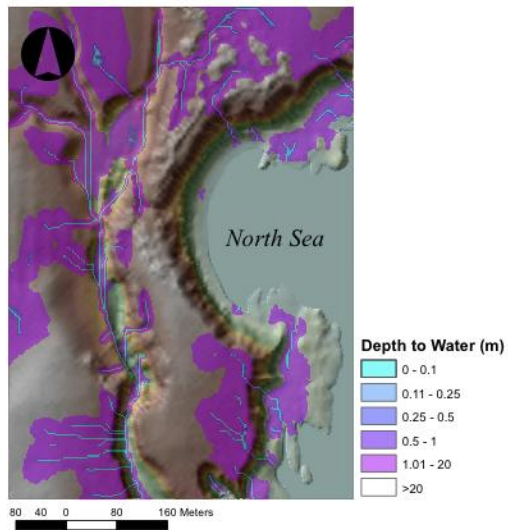 North Sea
Depth to Water (m)
0 - 0.1
0.11 - 0.25
0.25 - 0.5
0.5 - 1
1.01 - 20
>20
80 40 0 80 160 Meters